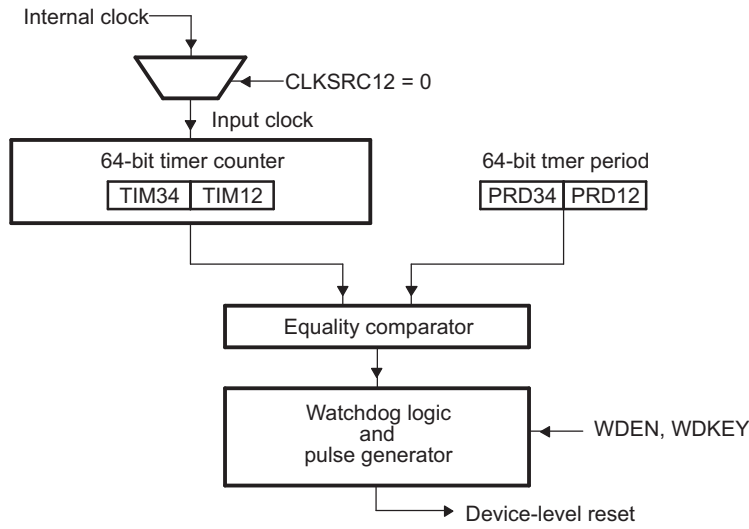 Internal clock
CLKSRC12 = 0
Input clock
64-bit timer counter
TIM34 TIM12
64-bit tmer period
PRD34 PRD12
Equality comparator
Watchdog logic
and
pulse generator
WDEN, WDKEY
Device-level reset